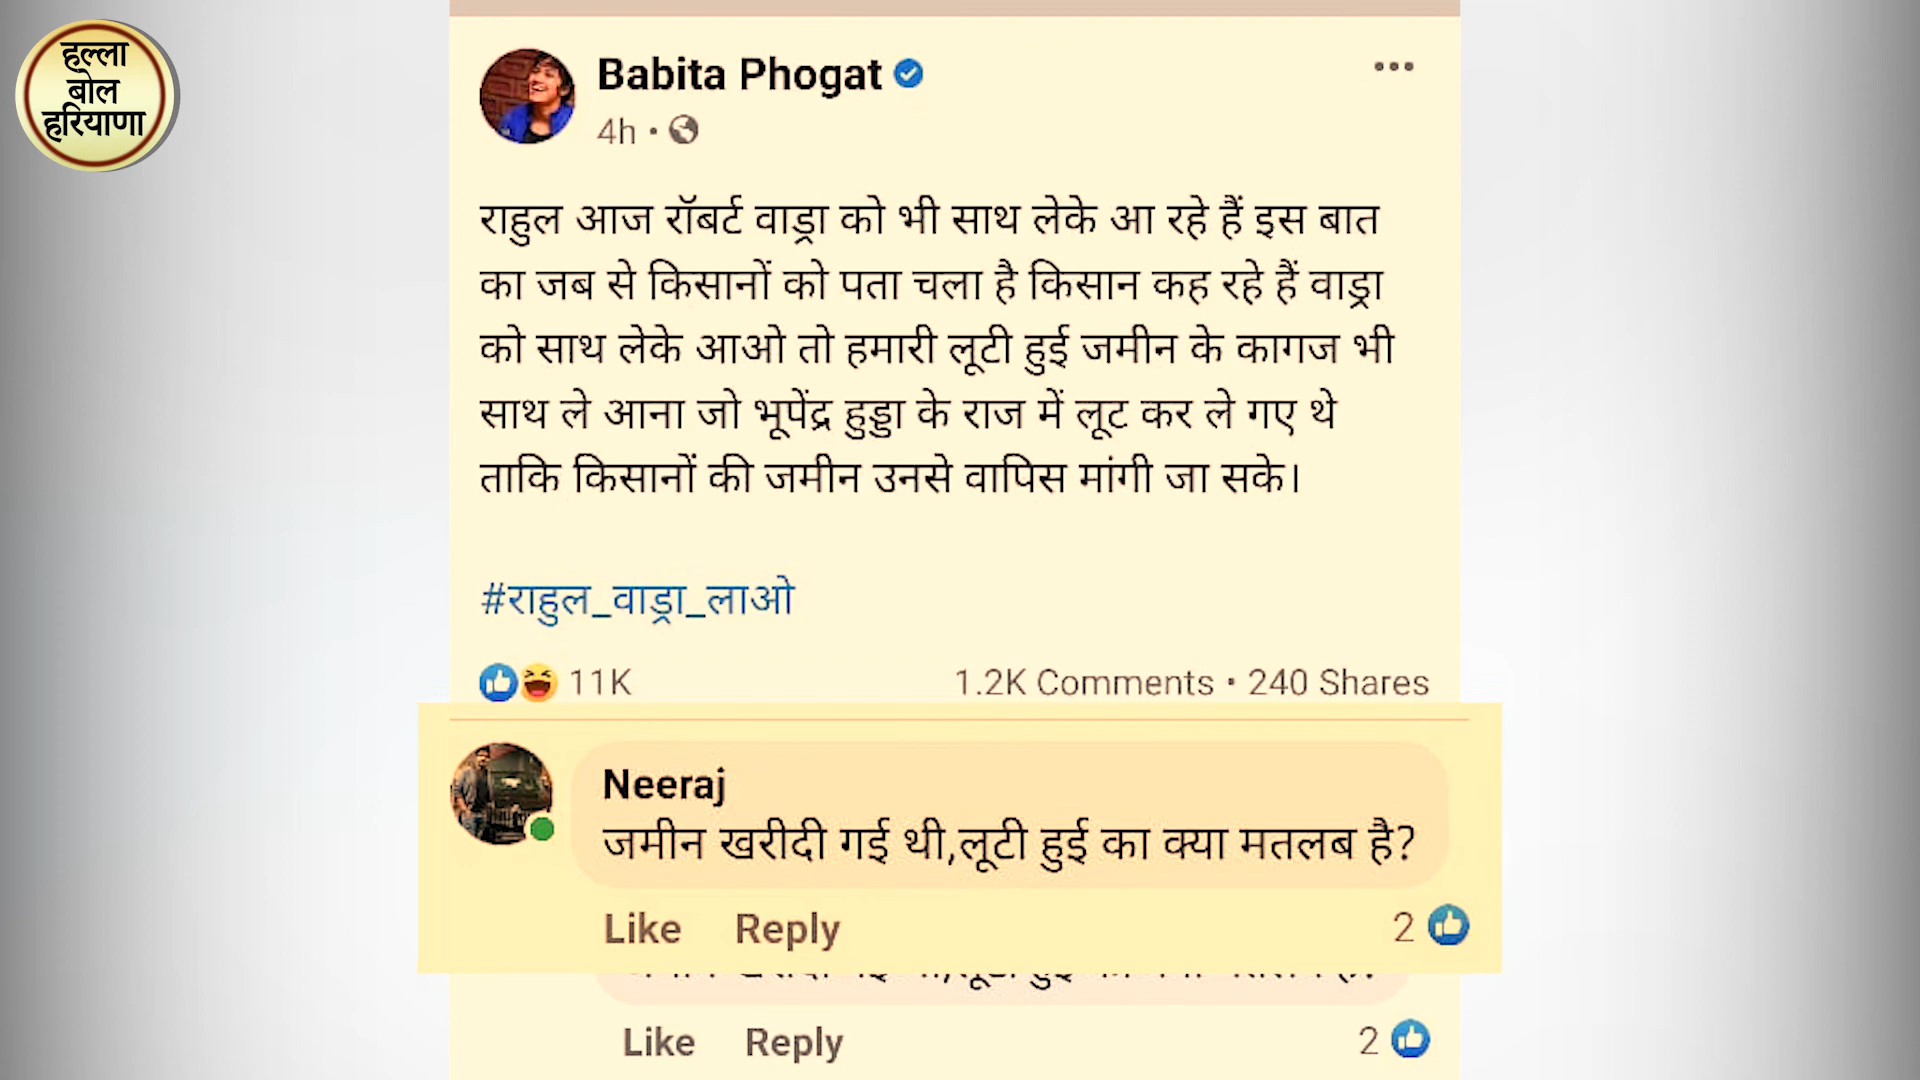 हल्ला
बोल
हरियाणा
Babita Phogat
4h •
राहुल आज रॉबर्ट वाड्रा को भी साथ लेके आ रहे हैं इस बात
का जब से किसानों को पता चला है किसान कह रहे हैं वाड्रा
को साथ लेके आओ तो हमारी लूटी हुई जमीन के कागज भी
साथ ले आना जो भूपेंद्र हुड्डा के राज में लूट कर ले गए थे
ताकि किसानों की जमीन उनसे वापिस मांगी जा सके।
#राहुल_वाड्रा_लाओ
11K 1.2K Comments • 240 Shares
Neeraj
जमीन खरीदी गई थी,लूटी हुई का क्या मतलब है?
Like Reply 2
Like Reply 2